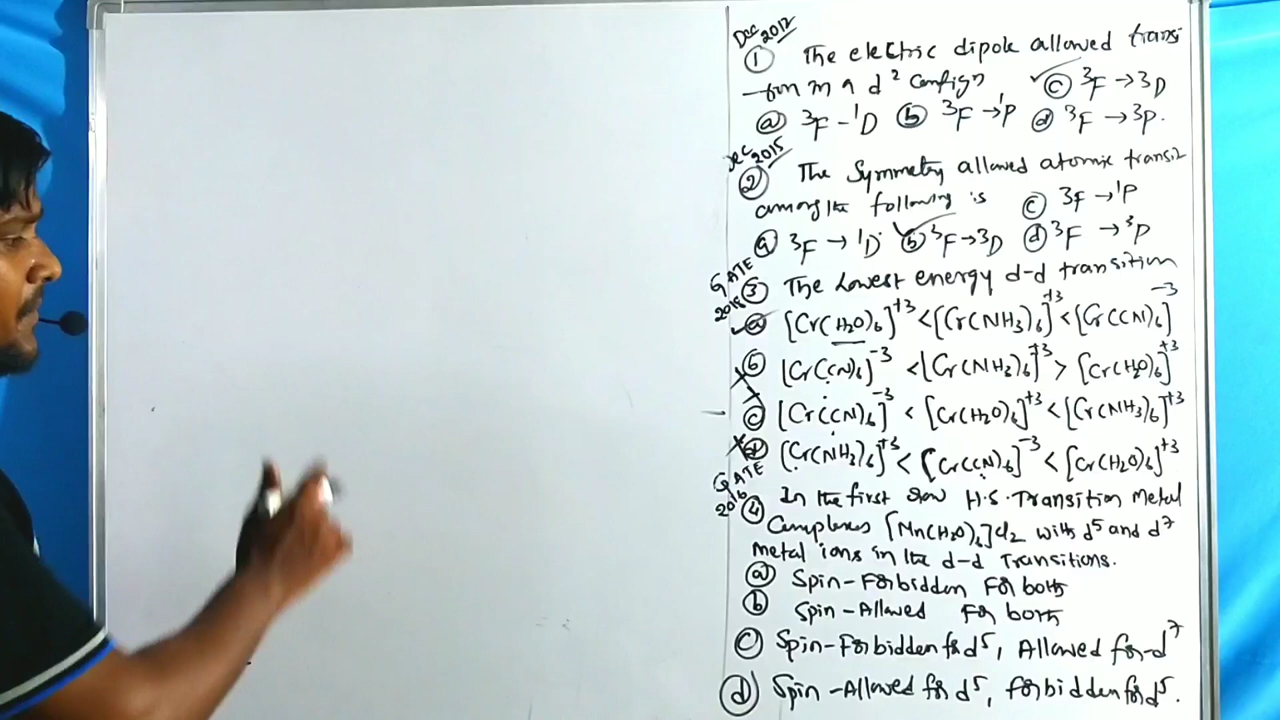 Dec 2012
① The electric dipole allowed transi
-tion in a d² config^n ✓ⓒ ³F → ³D
ⓐ ³F - ¹D ⓑ ³F → ¹P ⓓ ³F → ³P.
Dec 2015
② The Symmetry allowed atomic transit
among the following is ⓒ ³F → ¹P
ⓐ ³F → ¹D ✓ⓑ ³F → ³D ⓓ ³F → ³P
GATE
③ The Lowest energy d-d transition
ⓐ [Cr(H₂O)₆]⁺³ < [Cr(NH₃)₆]⁺³ < [Cr(CN)₆]⁻³
[Cr(CN)₆]⁻³ < [Cr(NH₃)₆]⁺³ > [Cr(H₂O)₆]⁺³
ⓒ [Cr(CN)₆]⁻³ < [Cr(H₂O)₆]⁺³ < [Cr(NH₃)₆]⁺³
[Cr(NH₃)₆]⁺³ < [Cr(CN)₆]⁻³ < [Cr(H₂O)₆]⁺³
GATE 2016
④ In the first row H.S. Transition Metal
Complexes [Mn(H₂O)₆]Cl₂ with d⁵ and d⁷
metal ions in the d-d Transitions.
ⓐ Spin-Forbidden For both
ⓑ Spin-Allowed For both
ⓒ Spin-Forbidden for d⁵, Allowed for-d⁷
ⓓ Spin-Allowed for d⁵, forbidden for d⁵.